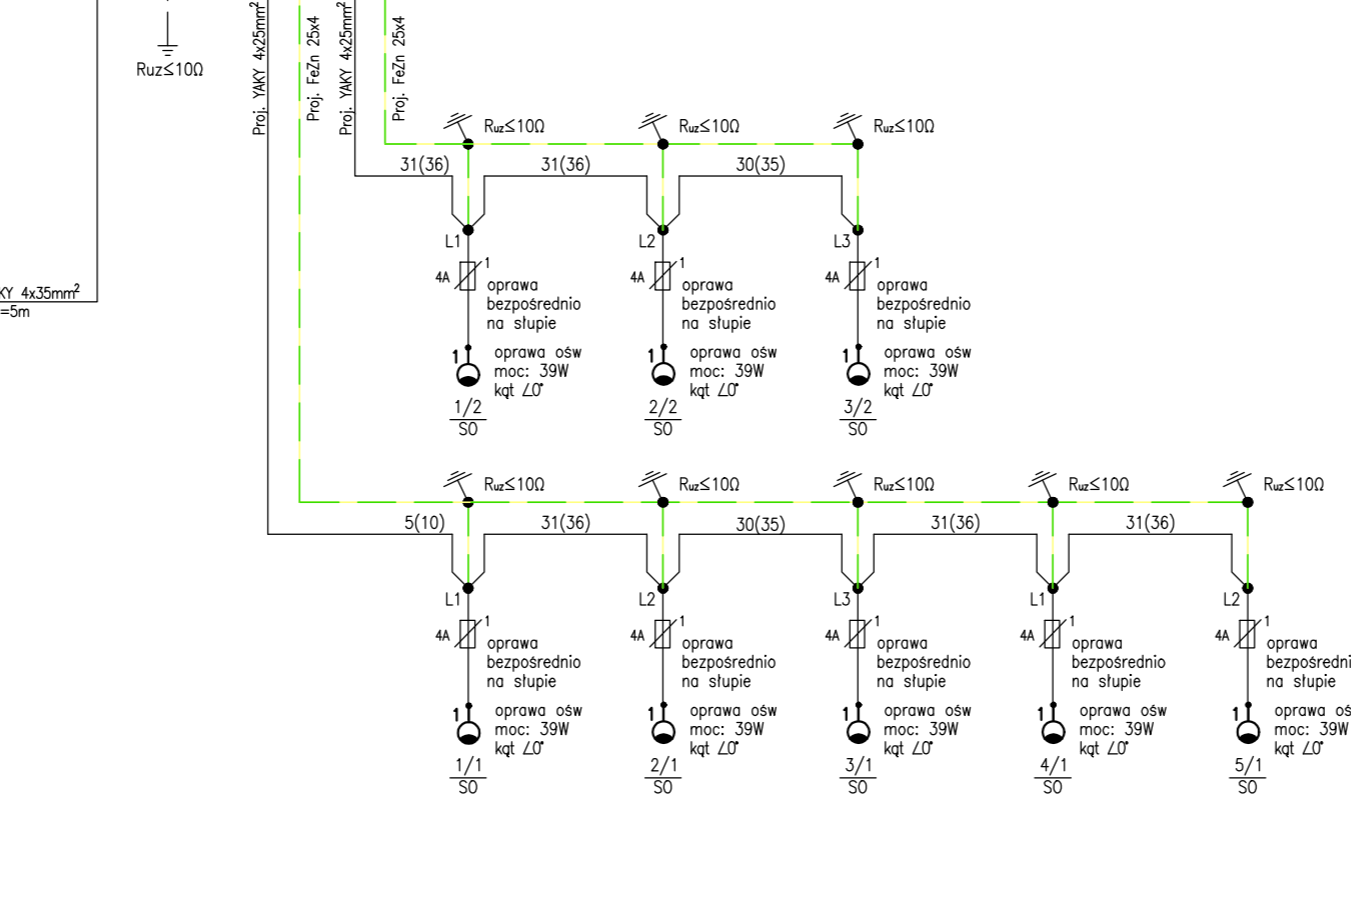 Ruz≤10Ω
Proj. YAKY 4x25mm²
Proj. FeZn 25x4
Proj. YAKY 4x25mm²
Proj. FeZn 25x4
KY 4x35mm²
=5m
Ruz≤10Ω Ruz≤10Ω Ruz≤10Ω
31(36) 31(36) 30(35)
L1 L2 L3
4A 1 4A 1 4A 1
oprawa oprawa oprawa
bezpośrednio bezpośrednio bezpośrednio
na słupie na słupie na słupie
1 oprawa ośw 1 oprawa ośw 1 oprawa ośw
moc: 39W moc: 39W moc: 39W
kąt ∠0° kąt ∠0° kąt ∠0°
1/2 2/2 3/2
SO SO SO
Ruz≤10Ω Ruz≤10Ω Ruz≤10Ω Ruz≤10Ω Ruz≤10Ω
5(10) 31(36) 30(35) 31(36) 31(36)
L1 L2 L3 L1 L2
4A 1 4A 1 4A 1 4A 1 4A 1
oprawa oprawa oprawa oprawa oprawa
bezpośrednio bezpośrednio bezpośrednio bezpośrednio bezpośredni
na słupie na słupie na słupie na słupie na słupie
1 oprawa ośw 1 oprawa ośw 1 oprawa ośw 1 oprawa ośw 1 oprawa oś
moc: 39W moc: 39W moc: 39W moc: 39W moc: 39W
kąt ∠0° kąt ∠0° kąt ∠0° kąt ∠0° kąt ∠0°
1/1 2/1 3/1 4/1 5/1
SO SO SO SO SO